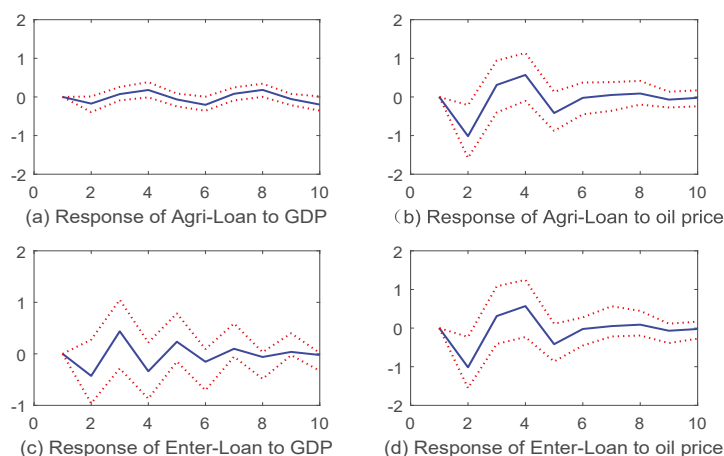 2 2
1 1
0 0
-1 -1
-2 -2
0 2 4 6 8 10 0 2 4 6 8 10
(a) Response of Agri-Loan to GDP （b) Response of Agri-Loan to oil price
2 2
1 1
0 0
-1
-1 -2
0 2 4 6 8 10 0 2 4 6 8 10
(c) Response of Enter-Loan to GDP (d) Response of Enter-Loan to oil price